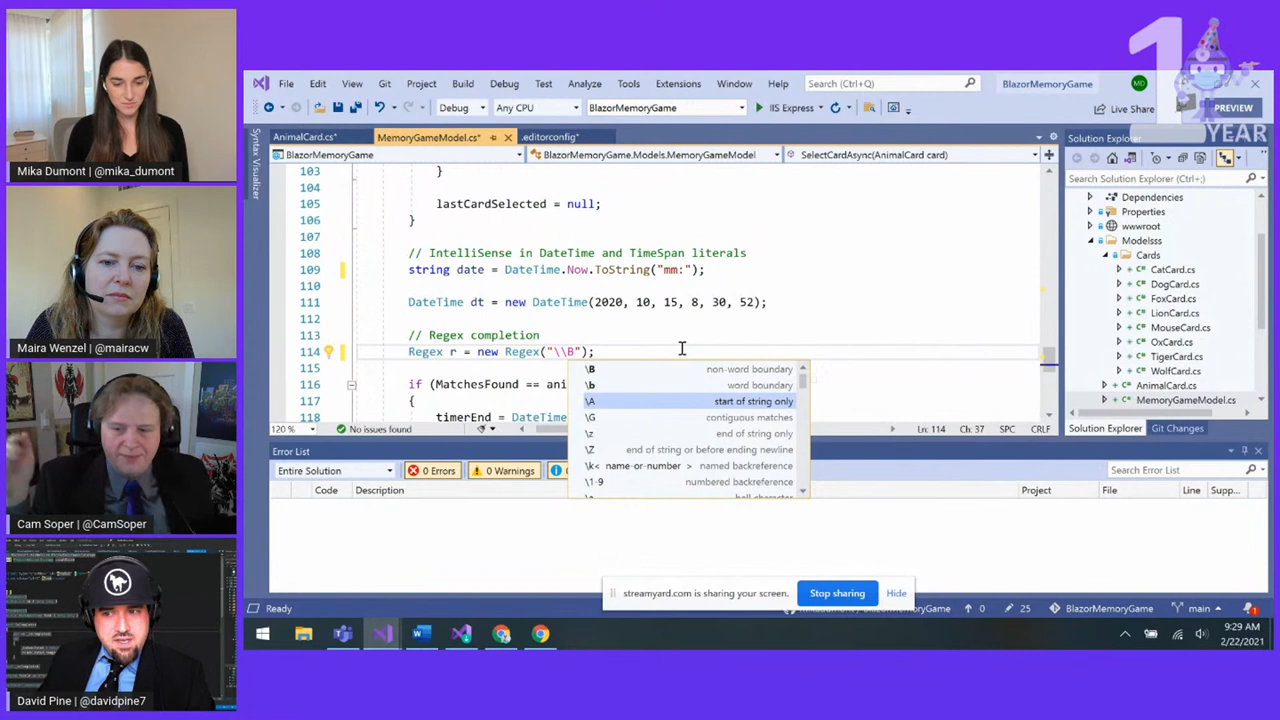 Mika Dumont | @mika_dumont
Maira Wenzel | @mairacw
Cam Soper | @CamSoper
David Pine | @davidpine7
1
YEAR
File Edit View Git Project Build Debug Test Analyze Tools Extensions Window Help Search (Ctrl+Q) BlazorMemoryGame MD
Debug Any CPU BlazorMemoryGame IIS Express Live Share PREVIEW
Syntax Visualizer
AnimalCard.cs* MemoryGameModel.cs* .editorconfig*
BlazorMemoryGame BlazorMemoryGame.Models.MemoryGameModel SelectCardAsync(AnimalCard card)
103 }
104
105 lastCardSelected = null;
106 }
107
108 // IntelliSense in DateTime and TimeSpan literals
109 string date = DateTime.Now.ToString("mm:");
110
111 DateTime dt = new DateTime(2020, 10, 15, 8, 30, 52);
112
113 // Regex completion
114 Regex r = new Regex("\\B");
115
116 if (MatchesFound == ani
117 {
118 timerEnd = DateTime
\B non-word boundary
\b word boundary
\A start of string only
\G contiguous matches
\z end of string only
\Z end of string or before ending newline
\k< name-or-number > named backreference
\1-9 numbered backreference
bell character
120 % No issues found Ln: 114 Ch: 37 SPC CRLF
Solution Explorer
Search Solution Explorer (Ctrl+;)
Dependencies
Properties
wwwroot
Modelsss
Cards
CatCard.cs
DogCard.cs
FoxCard.cs
LionCard.cs
MouseCard.cs
OxCard.cs
TigerCard.cs
WolfCard.cs
AnimalCard.cs
MemoryGameModel.cs
Solution Explorer Git Changes
Error List
Entire Solution 0 Errors 0 Warnings Search Error List
Code Description Project File Line Supp...
streamyard.com is sharing your screen. Stop sharing Hide
Ready 0 25 BlazorMemoryGame main 1
9:29 AM
2/22/2021